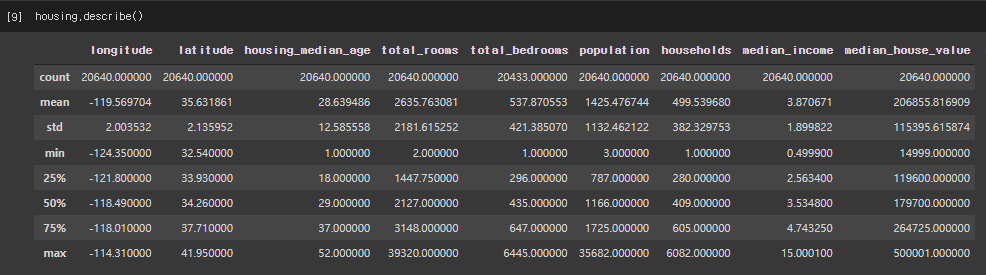 [9] housing.describe()
longitude latitude housing_median_age total_rooms total_bedrooms population households median_income median_house_value
count 20640.000000 20640.000000 20640.000000 20640.000000 20433.000000 20640.000000 20640.000000 20640.000000 20640.000000
mean -119.569704 35.631861 28.639486 2635.763081 537.870553 1425.476744 499.539680 3.870671 206855.816909
std 2.003532 2.135952 12.585558 2181.615252 421.385070 1132.462122 382.329753 1.899822 115395.615874
min -124.350000 32.540000 1.000000 2.000000 1.000000 3.000000 1.000000 0.499900 14999.000000
25% -121.800000 33.930000 18.000000 1447.750000 296.000000 787.000000 280.000000 2.563400 119600.000000
50% -118.490000 34.260000 29.000000 2127.000000 435.000000 1166.000000 409.000000 3.534800 179700.000000
75% -118.010000 37.710000 37.000000 3148.000000 647.000000 1725.000000 605.000000 4.743250 264725.000000
max -114.310000 41.950000 52.000000 39320.000000 6445.000000 35682.000000 6082.000000 15.000100 500001.000000